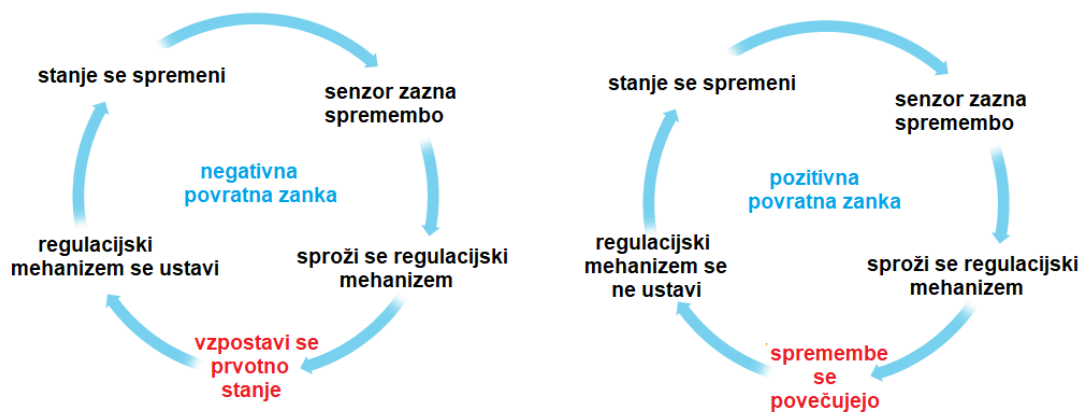 stanje se spremeni
senzor zazna
spremembo
negativna
povratna zanka
sproži se regulacijski
mehanizem
vzpostavi se
prvotno
stanje
regulacijski
mehanizem se ustavi
stanje se spremeni
senzor zazna
spremembo
pozitivna
povratna zanka
sproži se regulacijski
mehanizem
spremembe
se
povečujejo
regulacijski
mehanizem se
ne ustavi